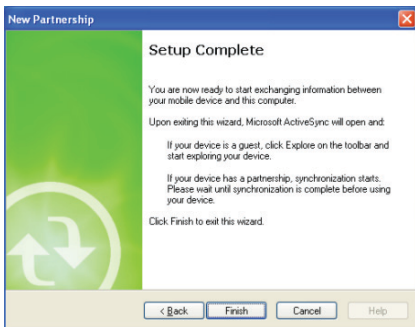 New Partnership
Setup Complete
You are now ready to start exchanging information between
your mobile device and this computer.
Upon exiting this wizard, Microsoft ActiveSync will open and:
If your device is a guest, click Explore on the toolbar and
start exploring your device.
If your device has a partnership, synchronization starts.
Please wait until synchronization is complete before using
your device.
Click Finish to exit this wizard.
< Back Finish Cancel Help